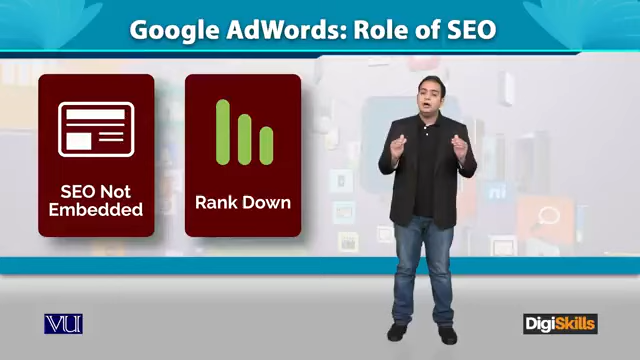 Google AdWords: Role of SEO
SEO Not
Embedded
Rank Down
VU
DigiSkills